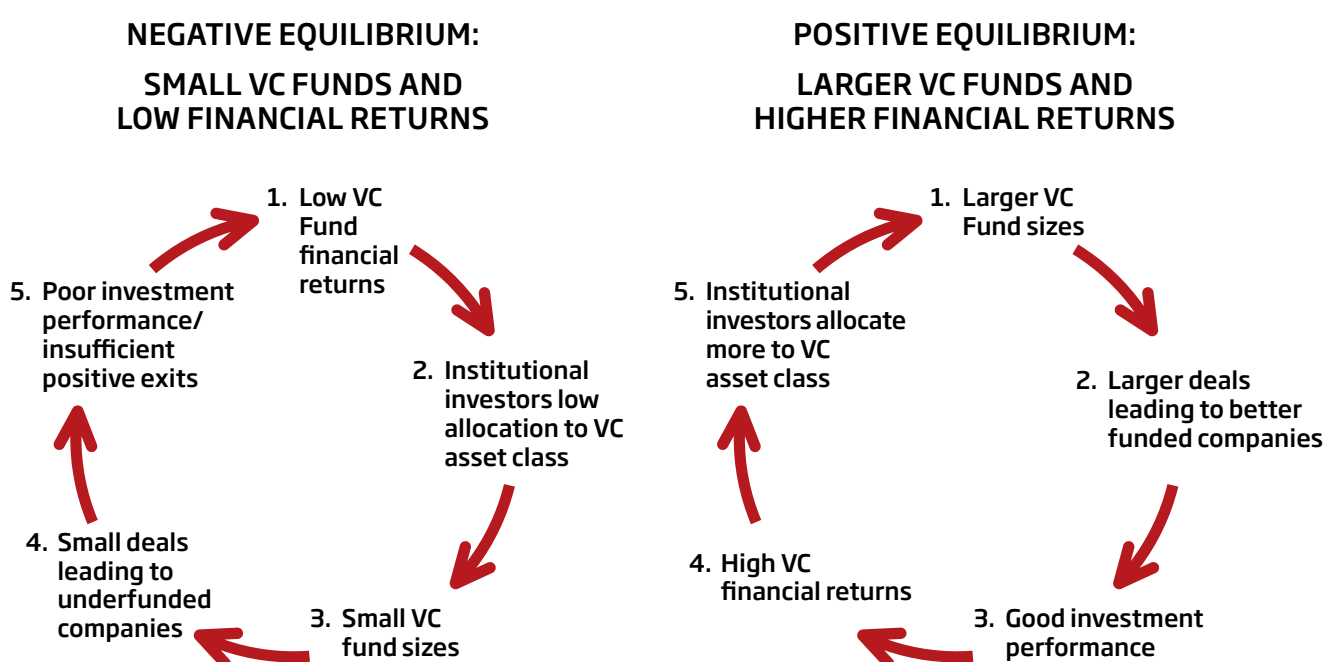 NEGATIVE EQUILIBRIUM:
SMALL VC FUNDS AND
LOW FINANCIAL RETURNS
1. Low VC
Fund
financial
returns
2. Institutional
investors low
allocation to VC
asset class
3. Small VC
fund sizes
4. Small deals
leading to
underfunded
companies
5. Poor investment
performance/
insufficient
positive exits
POSITIVE EQUILIBRIUM:
LARGER VC FUNDS AND
HIGHER FINANCIAL RETURNS
1. Larger VC
Fund sizes
2. Larger deals
leading to better
funded companies
3. Good investment
performance
4. High VC
financial returns
5. Institutional
investors allocate
more to VC
asset class